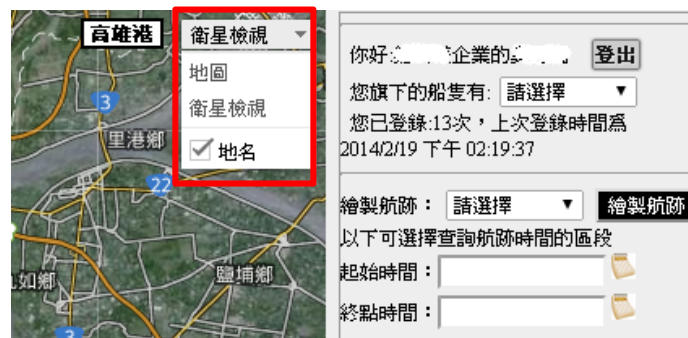 高雄港
衛星檢視
地圖
衛星檢視
地名
3
里港鄉
22
九如鄉
鹽埔鄉
3
你好: 企業的 登出
您旗下的船隻有: 請選擇
您已登錄:13次，上次登錄時間為
2014/2/19 下午 02:19:37
繪製航跡： 請選擇 繪製航跡
以下可選擇查詢航跡時間的區段
起始時間：
終點時間：